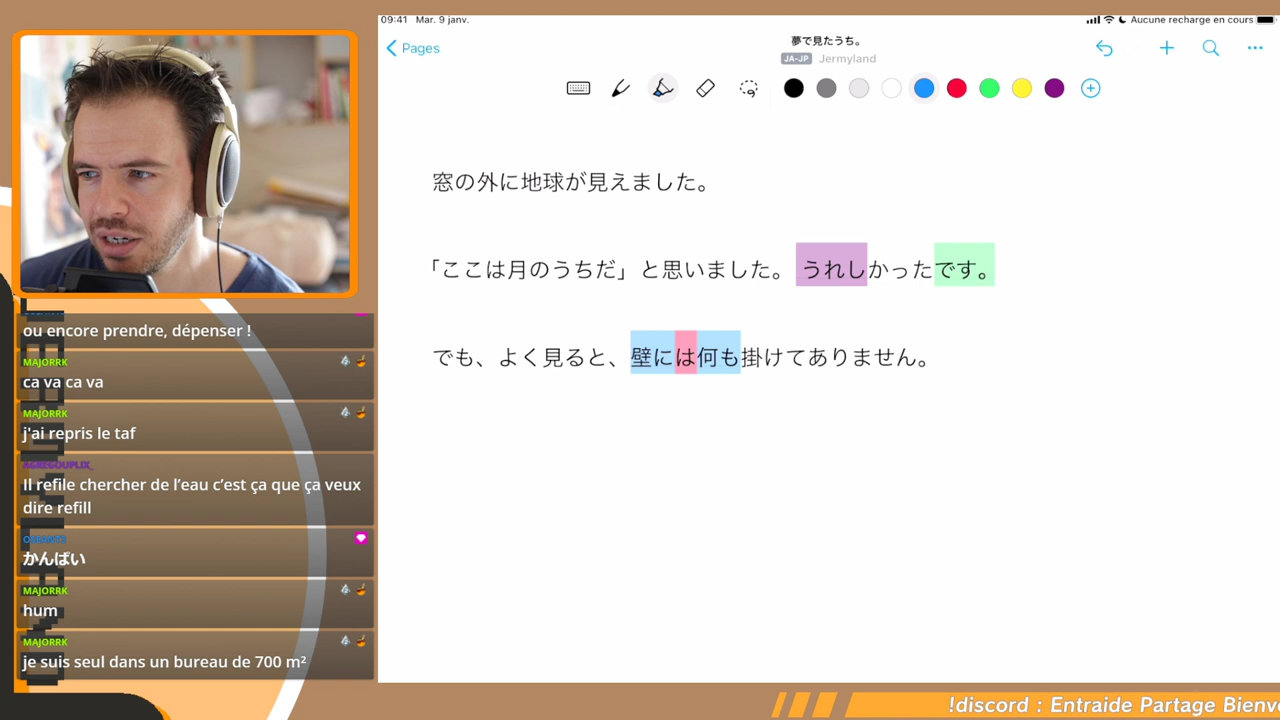 09:41 Mar. 9 janv.
Aucune recharge en cours
Pages
夢で見たうち。
JA-JP Jermyland
窓の外に地球が見えました。
「ここは月のうちだ」と思いました。うれしかったです。
でも、よく見ると、壁には何も掛けてありません。
ou encore prendre, dépenser !
MAJORRK
ca va ca va
MAJORRK
j'ai repris le taf
AGREGOUPLIX_
Il refile chercher de l’eau c’est ça que ça veux
dire refill
かんぱい
MAJORRK
hum
MAJORRK
je suis seul dans un bureau de 700 m²
!discord : Entraide Partage Bienv